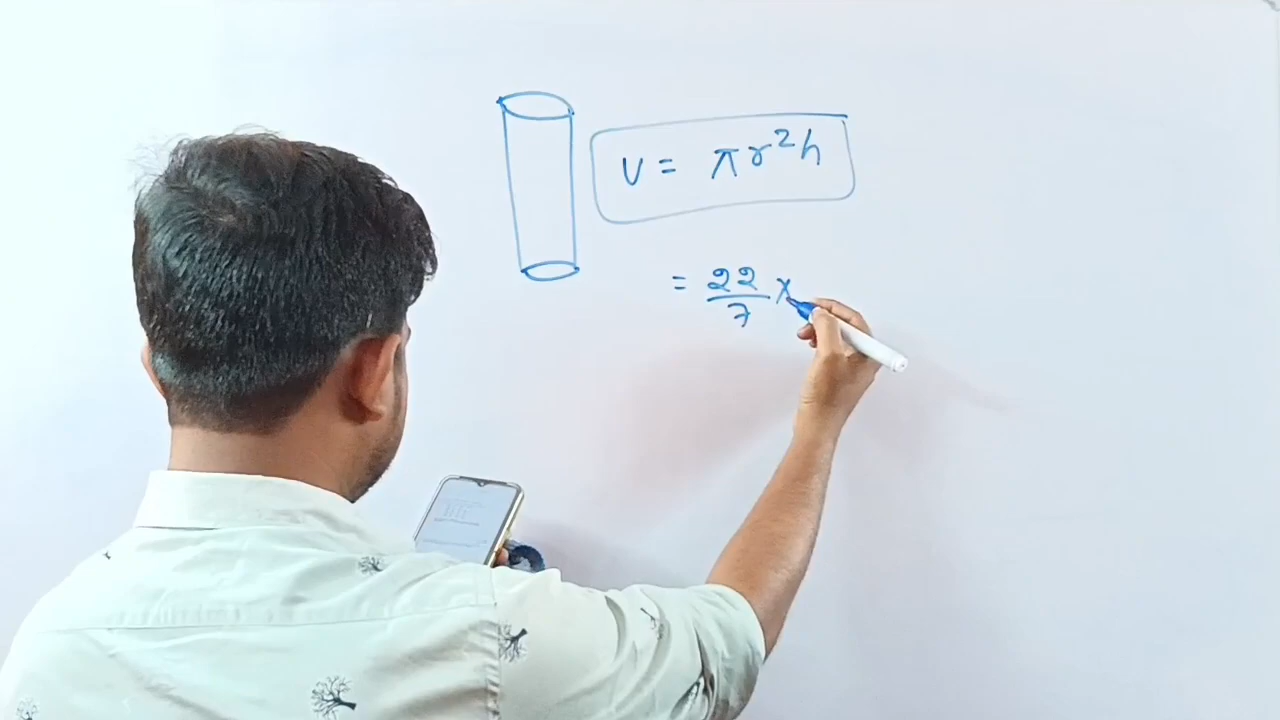 V = πr²h
= 22/7 x